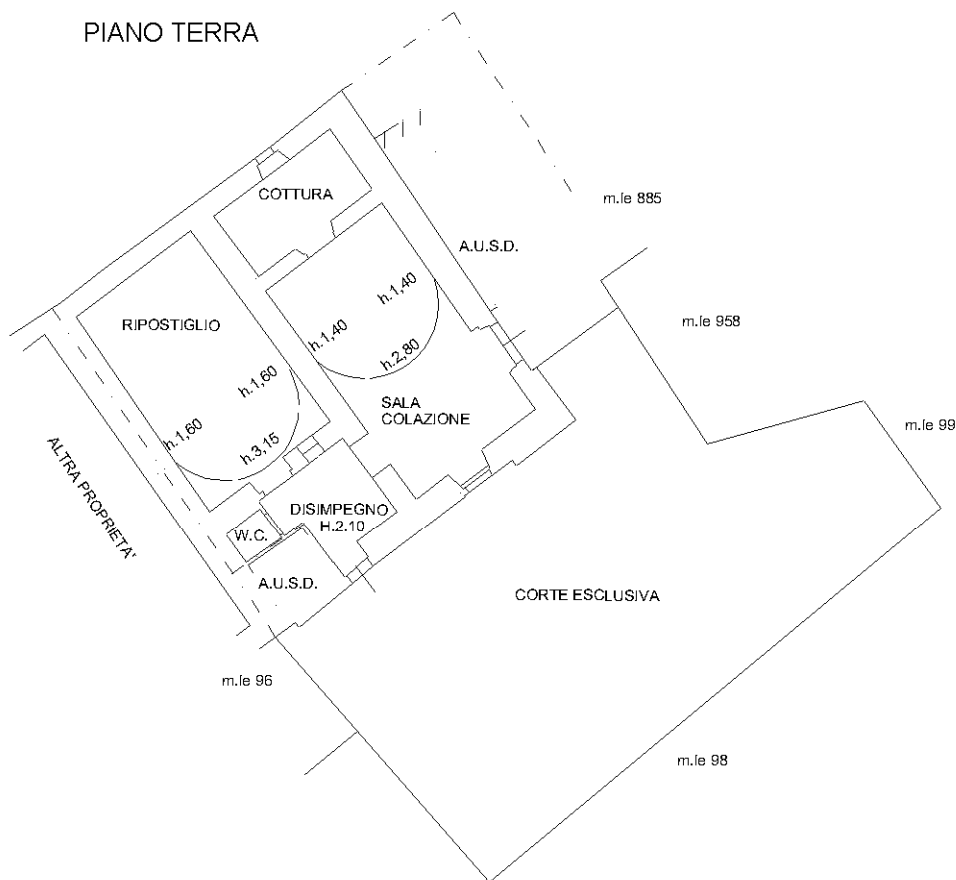 PIANO TERRA
COTTURA
m.le 885
A.U.S.D.
h.1,40
RIPOSTIGLIO
m.le 958
h.1,40
h.2,80
h.1,60
SALA
COLAZIONE
m.le 99
h.1,60
h.3,15
ALTRA PROPRIETA'
DISIMPEGNO
H.2.10
W.C.
A.U.S.D.
CORTE ESCLUSIVA
m.le 96
m.le 98